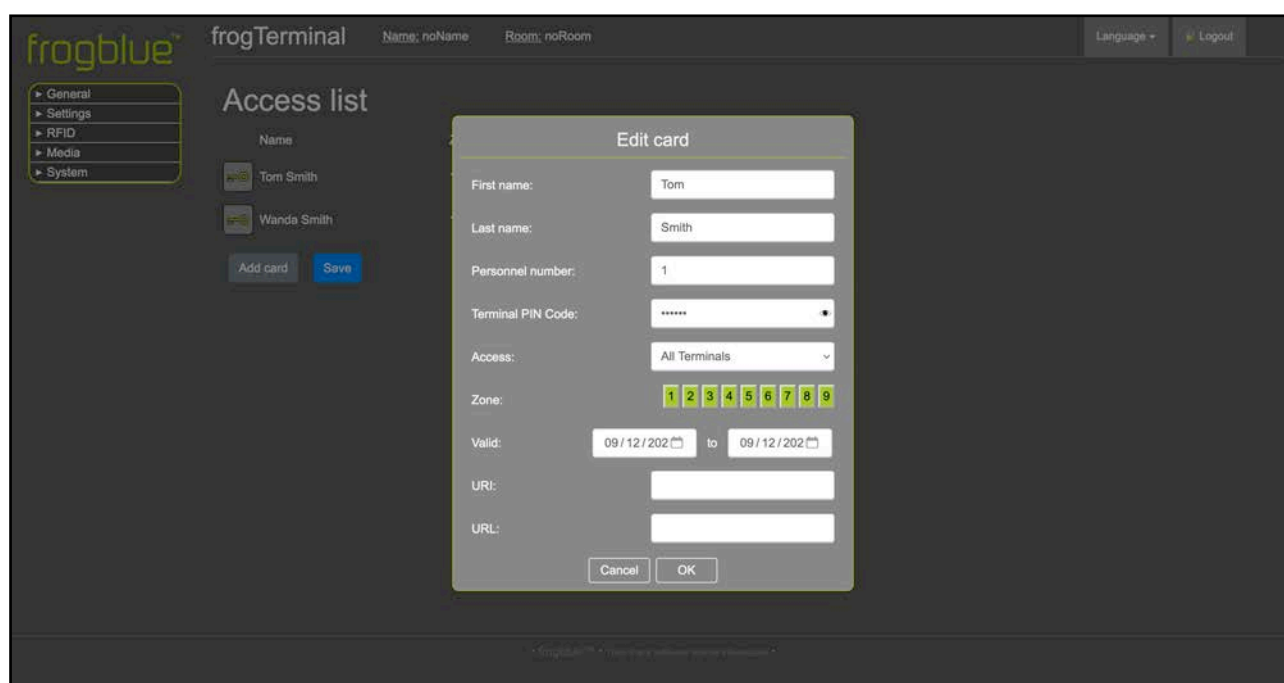 frogblue™
frogTerminal
Name: noName
Room: noRoom
Language
Logout
General
Settings
RFID
Media
System
Access list
Name
Tom Smith
Wanda Smith
Add card
Save
Edit card
First name: Tom
Last name: Smith
Personnel number: 1
Terminal PIN Code: ••••••
Access: All Terminals
Zone: 1 2 3 4 5 6 7 8 9
Valid: 09/12/202 to 09/12/202
URI:
URL:
Cancel
OK